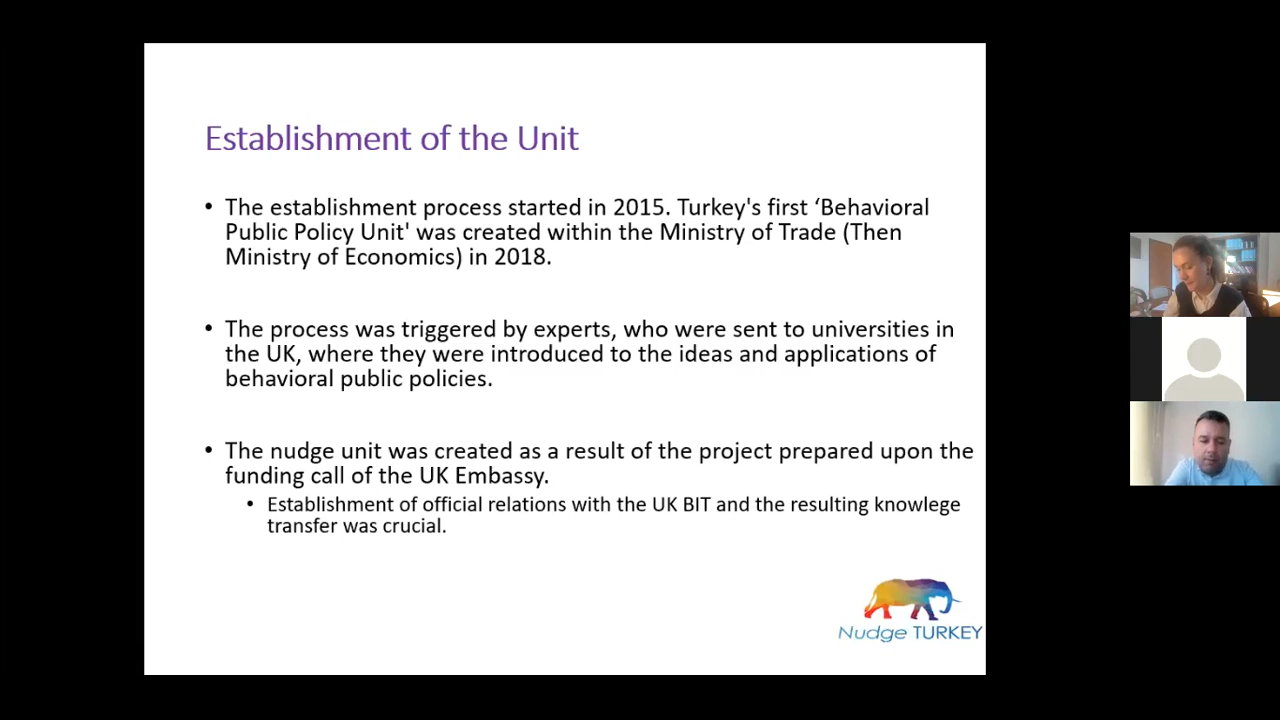 Establishment of the Unit
• The establishment process started in 2015. Turkey's first ‘Behavioral
Public Policy Unit' was created within the Ministry of Trade (Then
Ministry of Economics) in 2018.
• The process was triggered by experts, who were sent to universities in
the UK, where they were introduced to the ideas and applications of
behavioral public policies.
• The nudge unit was created as a result of the project prepared upon the
funding call of the UK Embassy.
• Establishment of official relations with the UK BIT and the resulting knowlege
transfer was crucial.
Nudge TURKEY